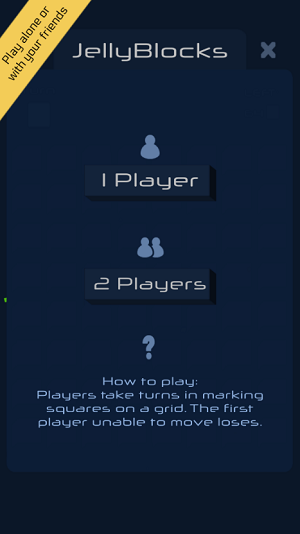 Play alone or
with your friends
JellyBlocks
1 Player
2 Players
?
How to play:
Players take turns in marking
squares on a grid. The first
player unable to move loses.